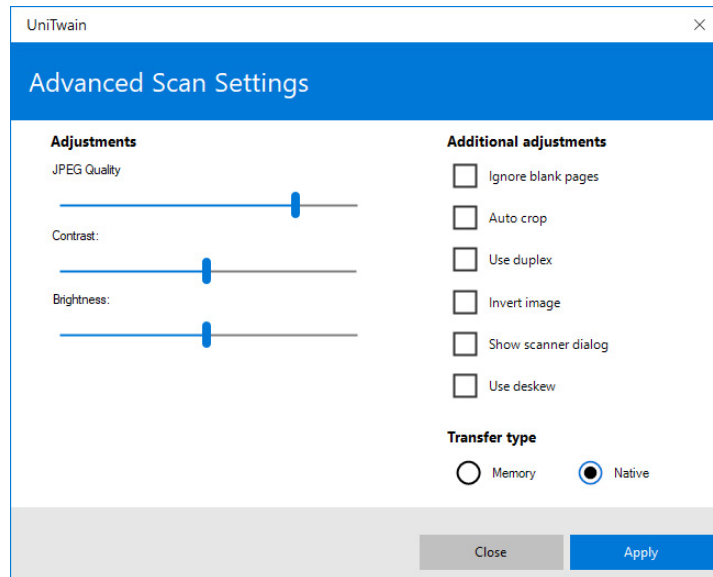 UniTwain
Advanced Scan Settings
Adjustments
JPEG Quality
Contrast:
Brightness:
Additional adjustments
Ignore blank pages
Auto crop
Use duplex
Invert image
Show scanner dialog
Use deskew
Transfer type
Memory
Native
Close
Apply